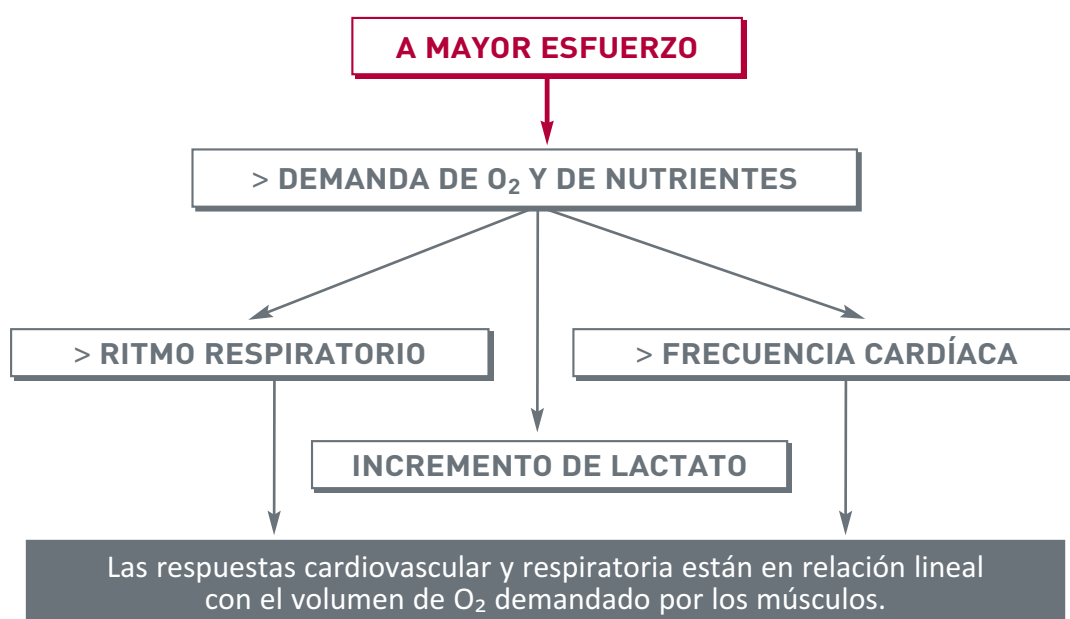 A MAYOR ESFUERZO
> DEMANDA DE O₂ Y DE NUTRIENTES
> RITMO RESPIRATORIO
> FRECUENCIA CARDÍACA
INCREMENTO DE LACTATO
Las respuestas cardiovascular y respiratoria están en relación lineal
con el volumen de O₂ demandado por los músculos.